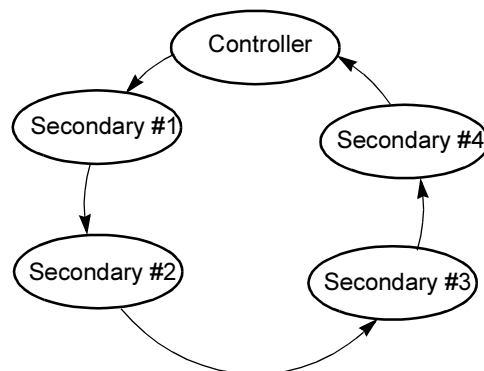 Controller
Secondary #1
Secondary #2
Secondary #3
Secondary #4